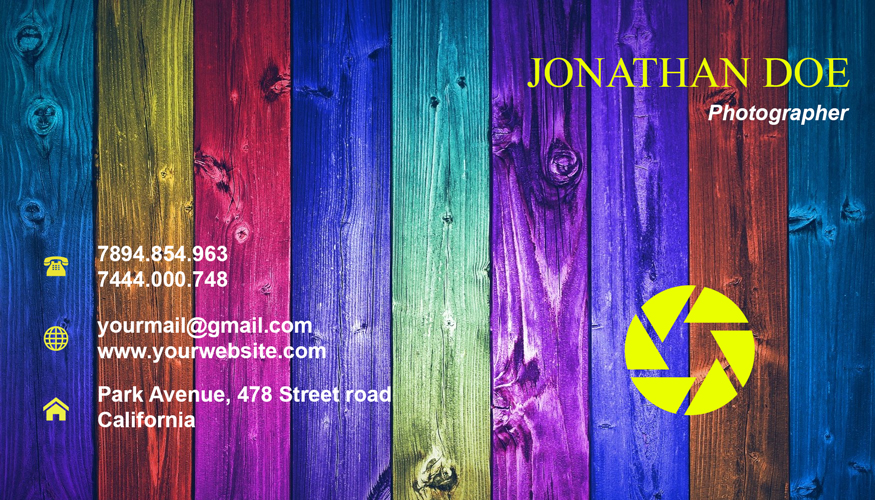 JONATHAN DOE
Photographer
7894.854.963
7444.000.748
yourmail@gmail.com
www.yourwebsite.com
Park Avenue, 478 Street road
California